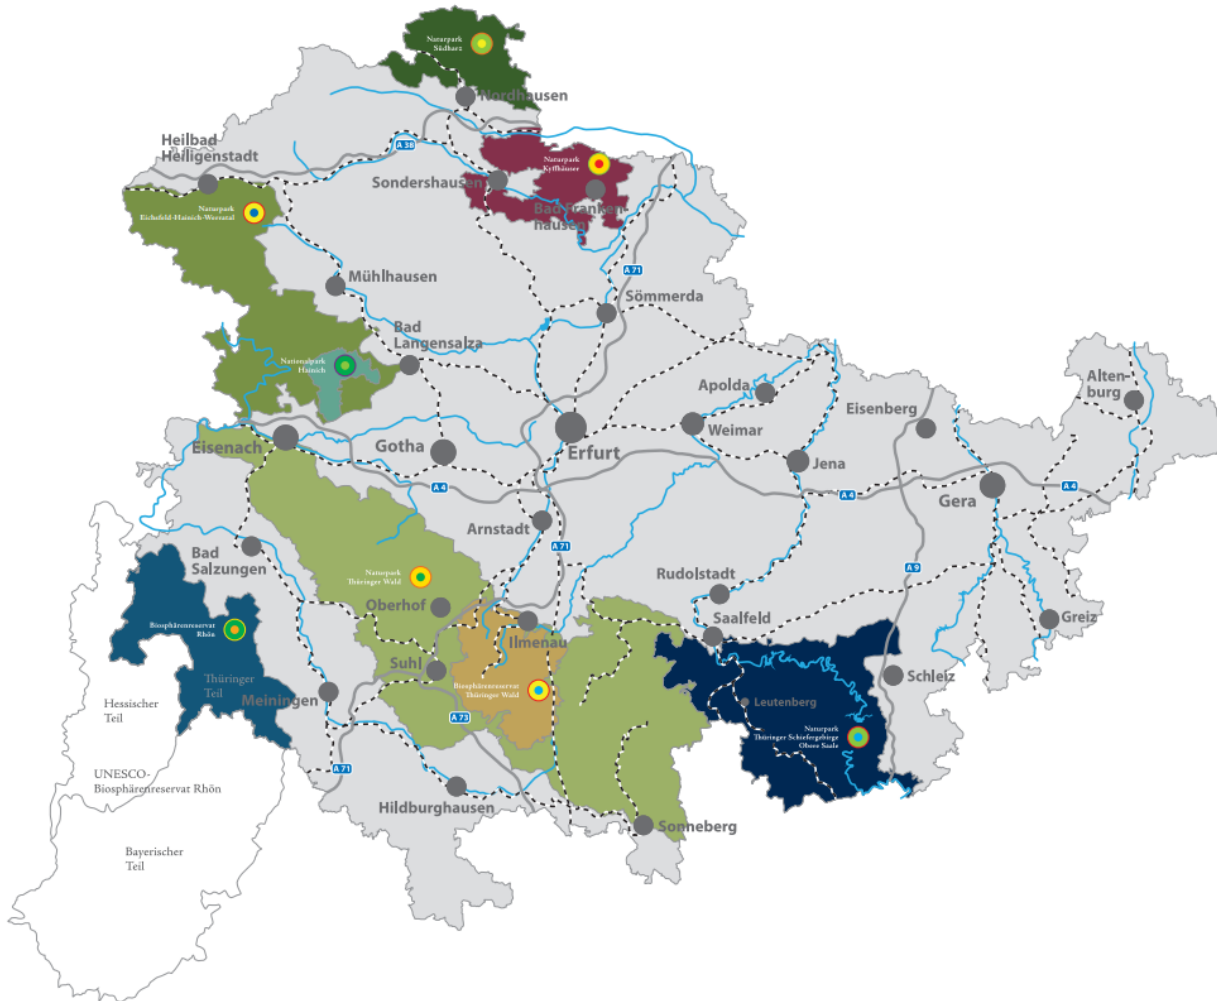 Naturpark
Südharz
Nordhausen
Heilbad
Heiligenstadt
A 38
Naturpark
Kyffhäuser
Sondershausen
Bad Franken-
hausen
Naturpark
Eichsfeld-Hainich-Werratal
A 71
Mühlhausen
Sömmerda
Bad
Langensalza
Nationalpark
Hainich
Apolda
Alten-
burg
Eisenberg
Weimar
Eisenach
Gotha
Erfurt
Jena
A 4
A 4
A 4
Gera
Arnstadt
A 71
Bad
Salzungen
A 9
Naturpark
Thüringer Wald
Rudolstadt
Oberhof
Biosphärenreservat
Rhön
Saalfeld
Greiz
Ilmenau
Suhl
Thüringer
Teil
Schleiz
Meiningen
Biosphärenreservat
Thüringer Wald
Hessischer
Teil
Leutenberg
A 73
Naturpark
Thüringer Schiefergebirge
Obere Saale
A 71
UNESCO-
Biosphärenreservat Rhön
Hildburghausen
Sonneberg
Bayerischer
Teil